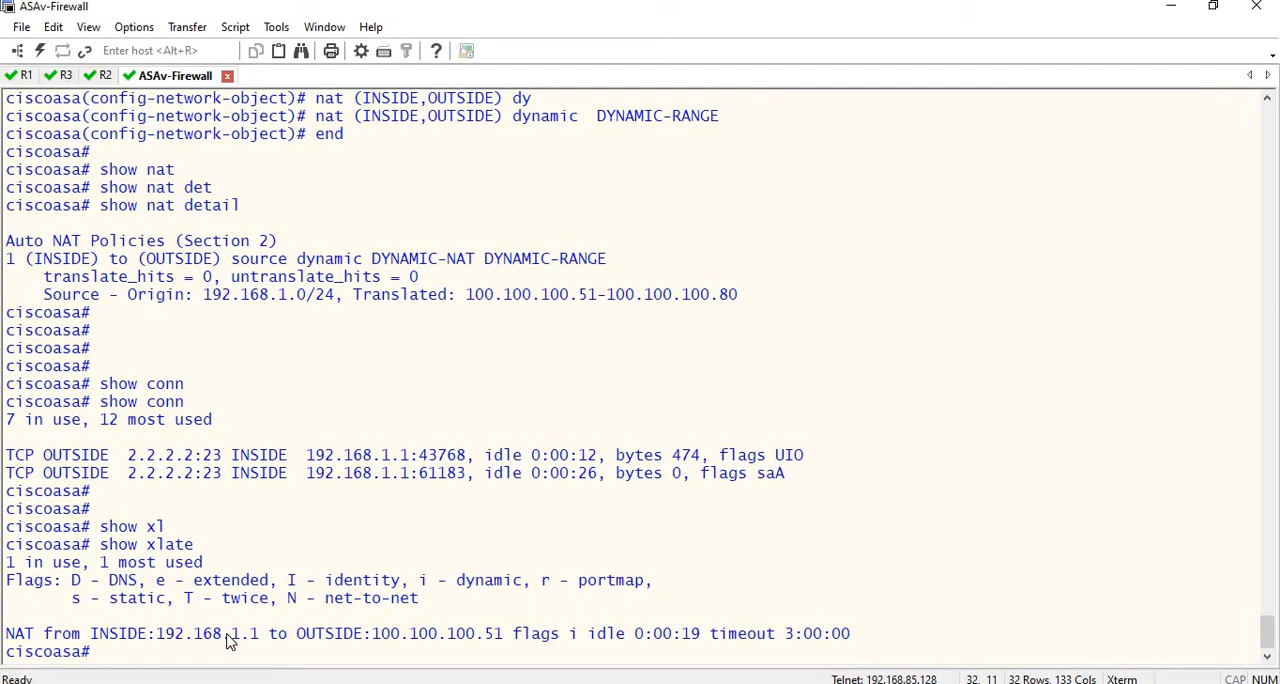 ASAv-Firewall
File Edit View Options Transfer Script Tools Window Help
Enter host <Alt+R>
R1 R3 R2 ASAv-Firewall
ciscoasa(config-network-object)# nat (INSIDE,OUTSIDE) dy
ciscoasa(config-network-object)# nat (INSIDE,OUTSIDE) dynamic  DYNAMIC-RANGE
ciscoasa(config-network-object)# end
ciscoasa#
ciscoasa# show nat
ciscoasa# show nat det
ciscoasa# show nat detail
Auto NAT Policies (Section 2)
1 (INSIDE) to (OUTSIDE) source dynamic DYNAMIC-NAT DYNAMIC-RANGE
translate_hits = 0, untranslate_hits = 0
Source - Origin: 192.168.1.0/24, Translated: 100.100.100.51-100.100.100.80
ciscoasa#
ciscoasa#
ciscoasa#
ciscoasa#
ciscoasa# show conn
ciscoasa# show conn
7 in use, 12 most used
TCP OUTSIDE  2.2.2.2:23 INSIDE  192.168.1.1:43768, idle 0:00:12, bytes 474, flags UIO
TCP OUTSIDE  2.2.2.2:23 INSIDE  192.168.1.1:61183, idle 0:00:26, bytes 0, flags saA
ciscoasa#
ciscoasa#
ciscoasa# show xl
ciscoasa# show xlate
1 in use, 1 most used
Flags: D - DNS, e - extended, I - identity, i - dynamic, r - portmap,
s - static, T - twice, N - net-to-net
NAT from INSIDE:192.168.1.1 to OUTSIDE:100.100.100.51 flags i idle 0:00:19 timeout 3:00:00
ciscoasa#
Ready Telnet: 192.168.85.128 32, 11 32 Rows, 133 Cols Xterm CAP NUM